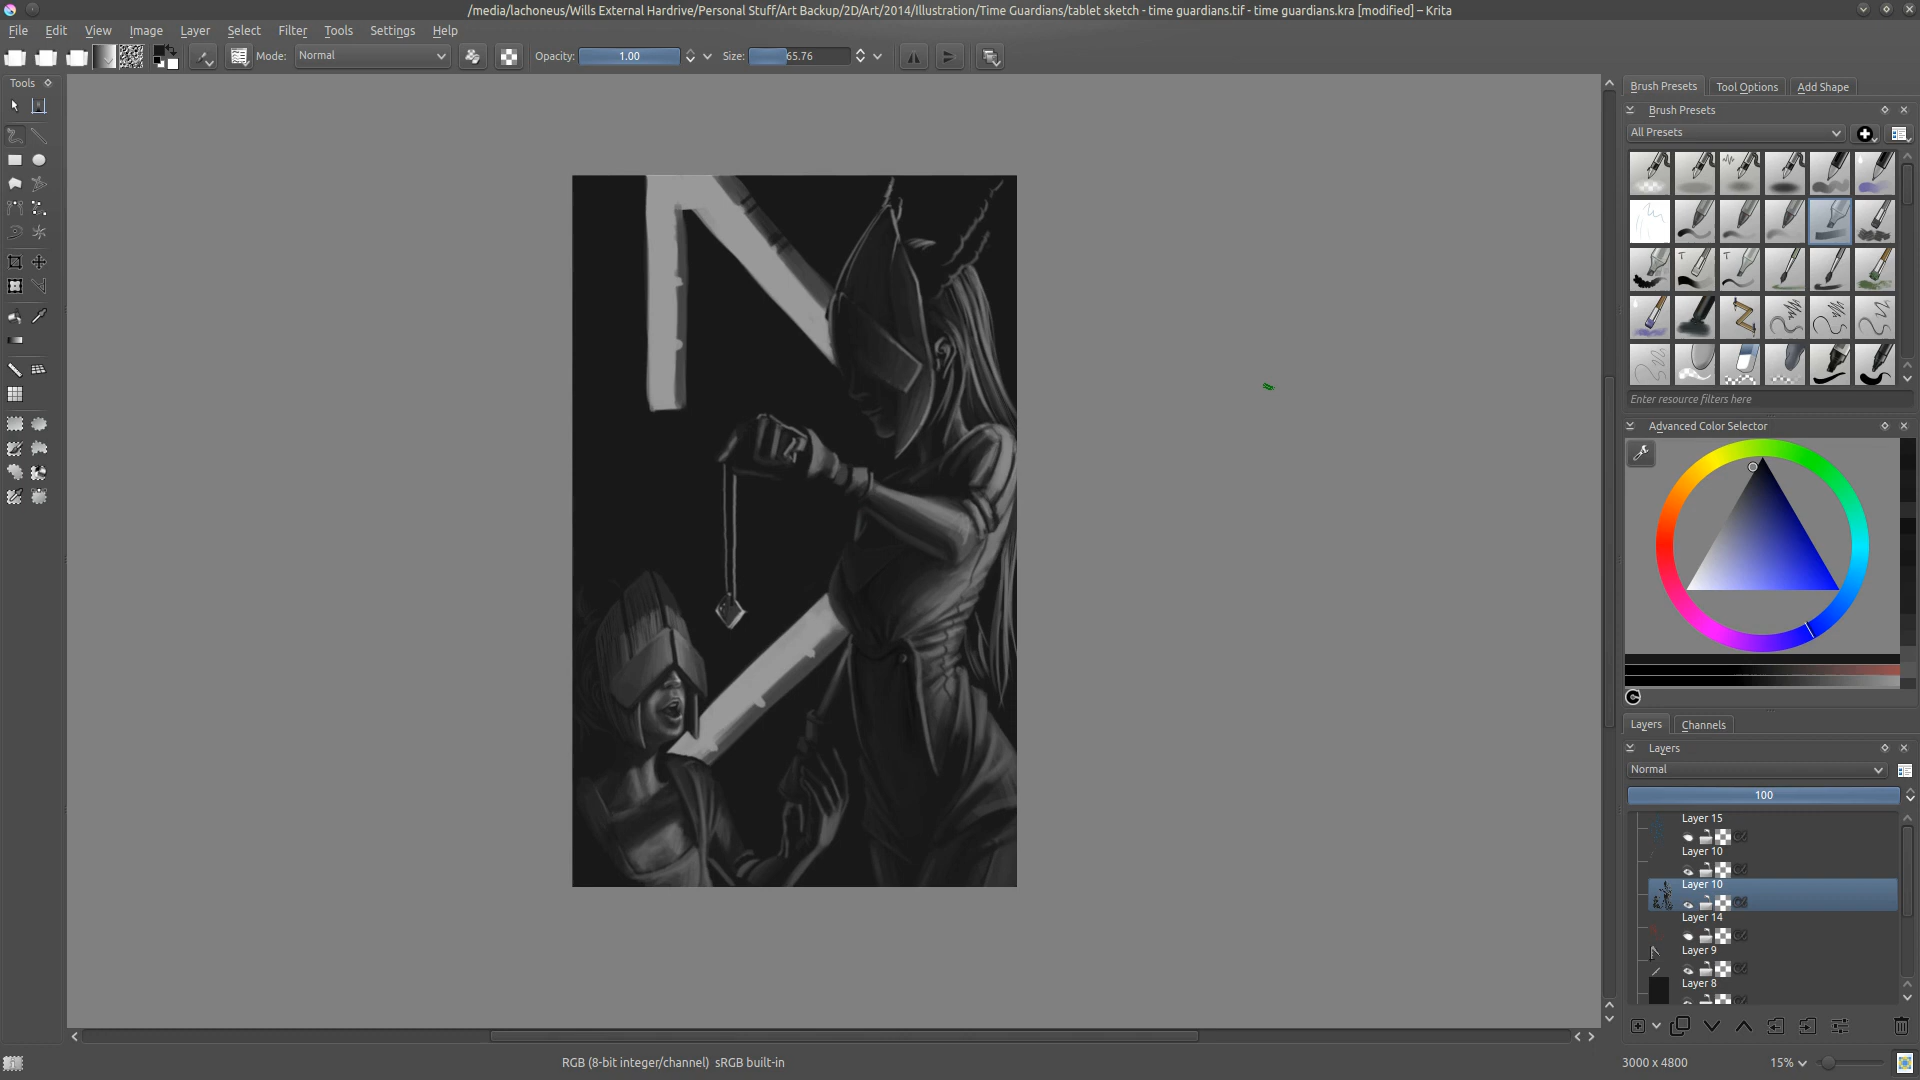 /media/lachoneus/Wills External Hardrive/Personal Stuff/Art Backup/2D/Art/2014/Illustration/Time Guardians/tablet sketch - time guardians.tif - time guardians.kra [modified] – Krita
File Edit View Image Layer Select Filter Tools Settings Help
Mode: Normal Opacity: 1.00 Size: 65.76
Tools
Brush Presets Tool Options Add Shape
Brush Presets
All Presets
Enter resource filters here
Advanced Color Selector
Layers Channels
Layers
Normal
100
Layer 15
Layer 10
Layer 10
Layer 14
Layer 9
Layer 8
RGB (8-bit integer/channel) sRGB built-in 3000 x 4800 15%